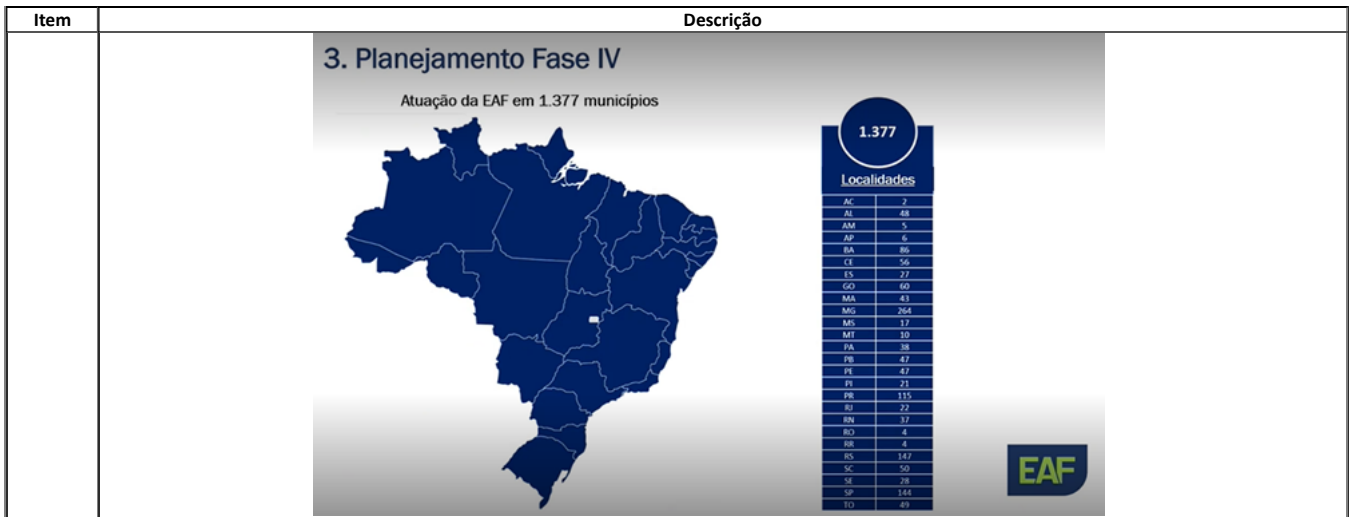 Item Descrição
3. Planejamento Fase IV
Atuação da EAF em 1.377 municípios
1.377
Localidades
AC 2
AL 48
AM 5
AP 6
BA 86
CE 56
ES 27
GO 60
MA 43
MG 264
MS 17
MT 10
PA 38
PB 47
PE 47
PI 21
PR 115
RJ 22
RN 37
RO 4
RR 4
RS 147
SC 50
SE 28
SP 144
TO 49
EAF